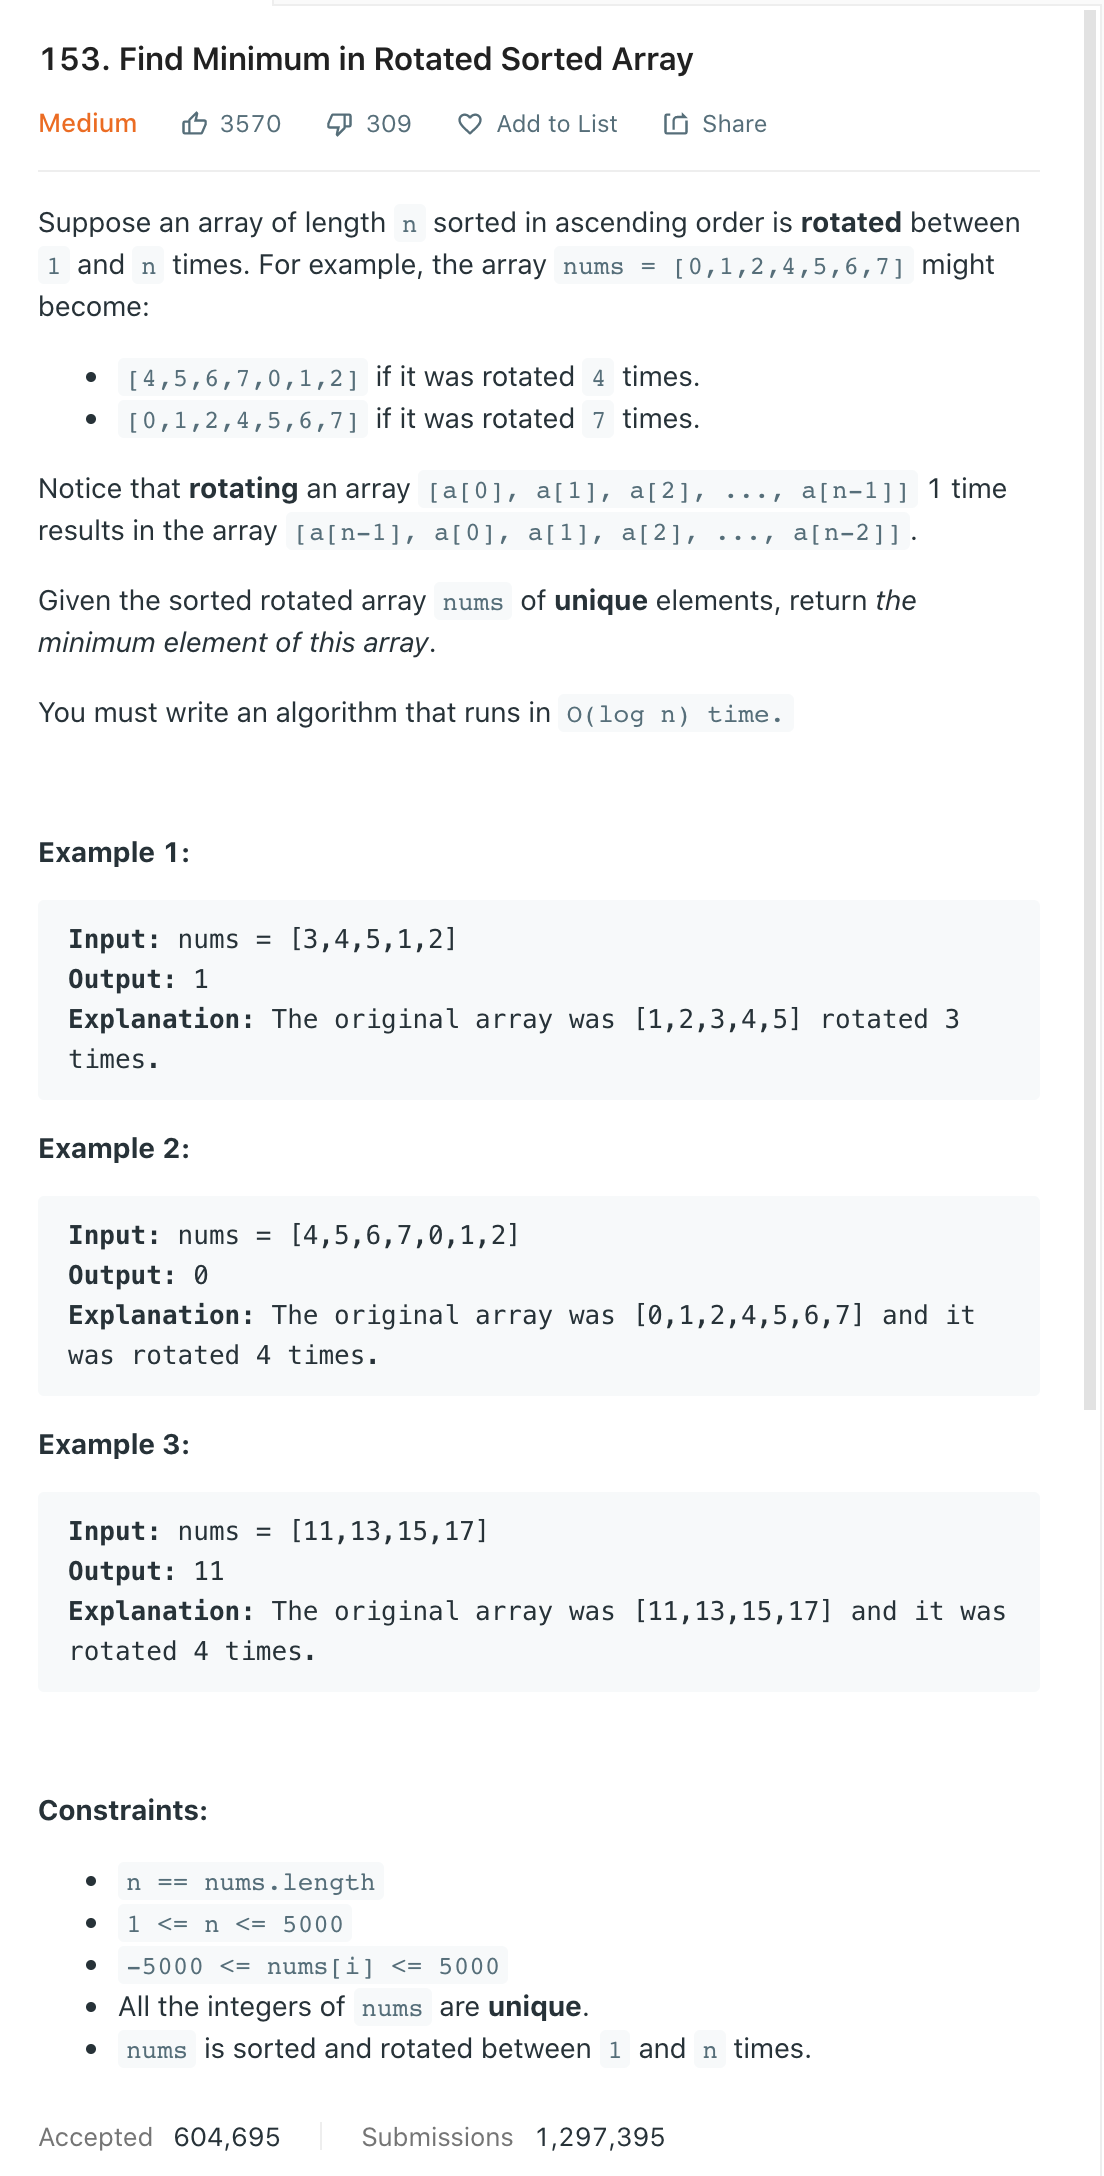 153. Find Minimum in Rotated Sorted Array
Medium 3570 309 Add to List Share
Suppose an array of length n sorted in ascending order is rotated between
1 and n times. For example, the array nums = [0,1,2,4,5,6,7] might
become:
• [4,5,6,7,0,1,2] if it was rotated 4 times.
• [0,1,2,4,5,6,7] if it was rotated 7 times.
Notice that rotating an array [a[0], a[1], a[2], ..., a[n-1]] 1 time
results in the array [a[n-1], a[0], a[1], a[2], ..., a[n-2]].
Given the sorted rotated array nums of unique elements, return the
minimum element of this array.
You must write an algorithm that runs in O(log n) time.
Example 1:
Input: nums = [3,4,5,1,2]
Output: 1
Explanation: The original array was [1,2,3,4,5] rotated 3
times.
Example 2:
Input: nums = [4,5,6,7,0,1,2]
Output: 0
Explanation: The original array was [0,1,2,4,5,6,7] and it
was rotated 4 times.
Example 3:
Input: nums = [11,13,15,17]
Output: 11
Explanation: The original array was [11,13,15,17] and it was
rotated 4 times.
Constraints:
• n == nums.length
• 1 <= n <= 5000
• -5000 <= nums[i] <= 5000
• All the integers of nums are unique.
• nums is sorted and rotated between 1 and n times.
Accepted 604,695 Submissions 1,297,395